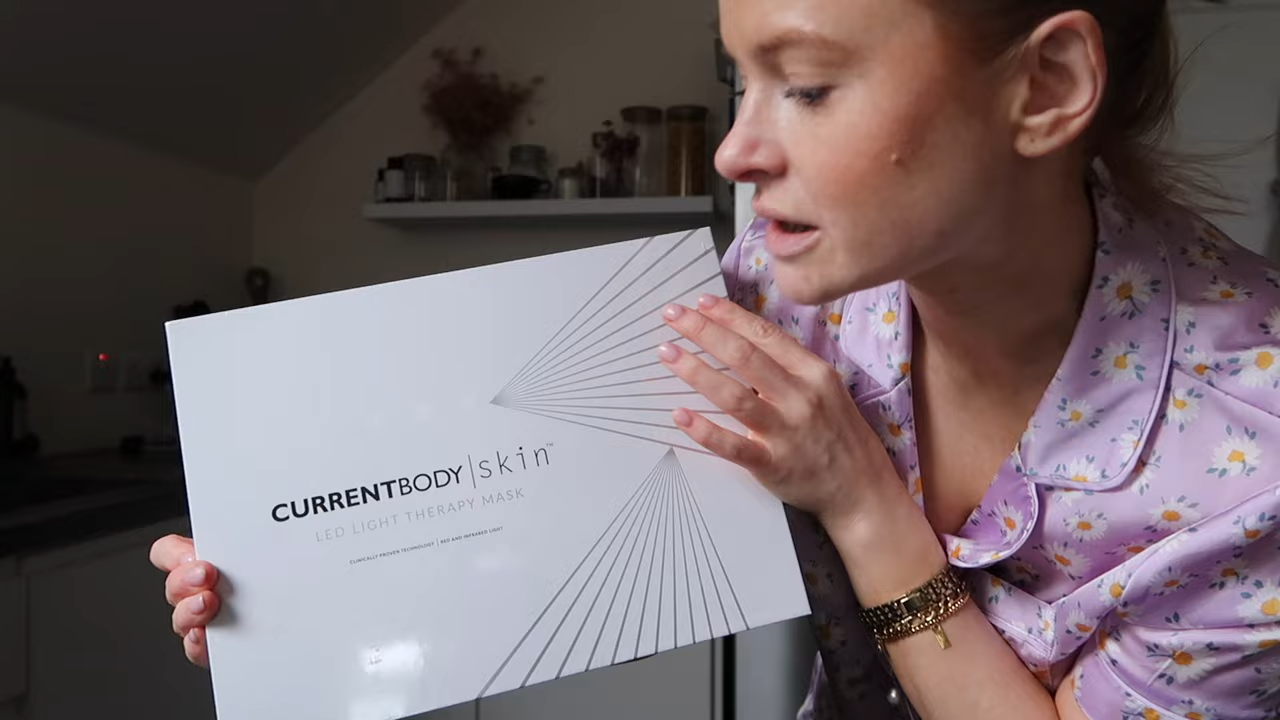 CURRENTBODY|skin™
LED LIGHT THERAPY MASK
CLINICALLY PROVEN TECHNOLOGY | RED AND INFRARED LIGHT